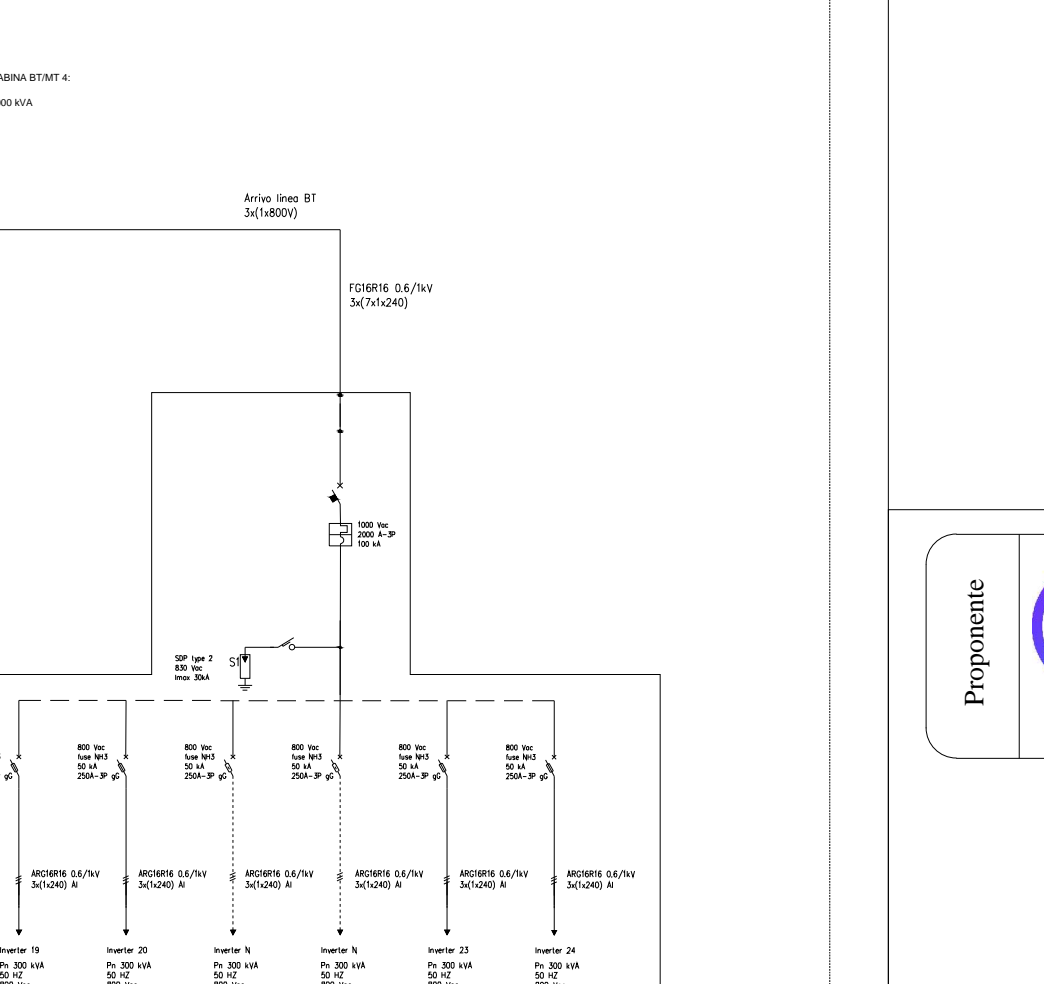 ABINA BT/MT 4:
000 kVA
Arrivo linea BT
3x(1x800V)
FG16R16 0.6/1kV
3x(7x1x240)
1000 Vac
2000 A-3P
100 kA
SDP type 2
830 Vac
Imax 30kA
S1
Proponente
gG
800 Vac
fuse NH3
50 kA
250A-3P gG
800 Vac
fuse NH3
50 kA
250A-3P gG
800 Vac
fuse NH3
50 kA
250A-3P gG
800 Vac
fuse NH3
50 kA
250A-3P gG
800 Vac
fuse NH3
50 kA
250A-3P gG
ARG16R16 0.6/1kV
3x(1x240) Al
ARG16R16 0.6/1kV
3x(1x240) Al
ARG16R16 0.6/1kV
3x(1x240) Al
ARG16R16 0.6/1kV
3x(1x240) Al
ARG16R16 0.6/1kV
3x(1x240) Al
ARG16R16 0.6/1kV
3x(1x240) Al
Inverter 19
Pn 300 kVA
50 HZ
Inverter 20
Pn 300 kVA
50 HZ
Inverter N
Pn 300 kVA
50 HZ
Inverter N
Pn 300 kVA
50 HZ
Inverter 23
Pn 300 kVA
50 HZ
Inverter 24
Pn 300 kVA
50 HZ